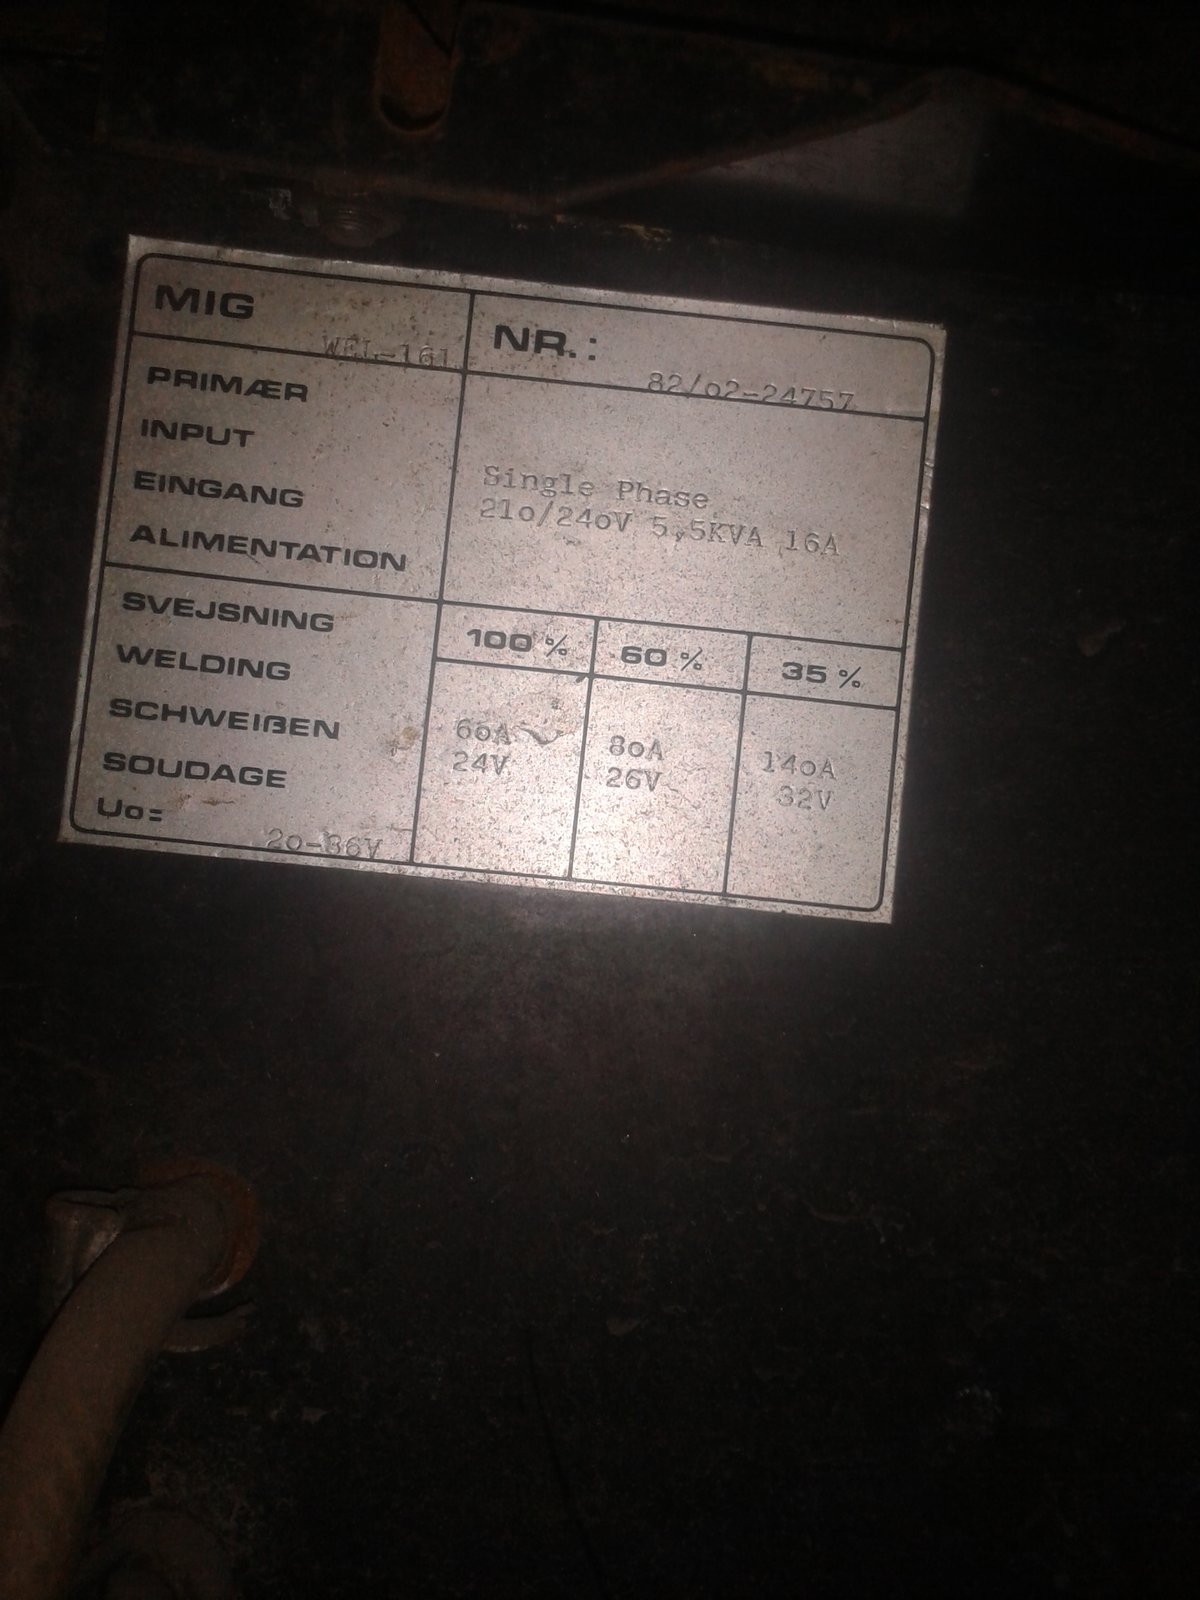 MIG
WEL-161
NR.:
82/o2-24757
PRIMÆR
INPUT
EINGANG
ALIMENTATION
Single Phase
21o/24oV 5,5KVA 16A
SVEJSNING
WELDING
SCHWEIßEN
SOUDAGE
Uo=
2o-36V
100 %
60 %
35 %
6oA
24V
8oA
26V
14oA
32V